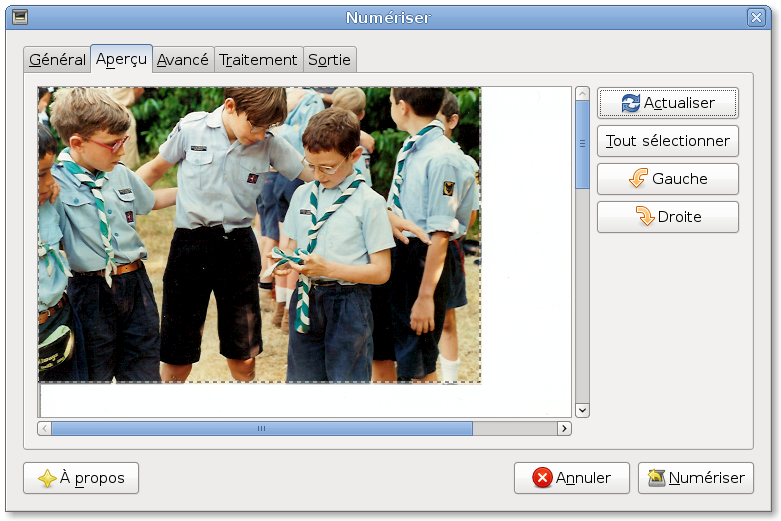 Numériser
Général Aperçu Avancé Traitement Sortie
Actualiser
Tout sélectionner
Gauche
Droite
À propos Annuler Numériser